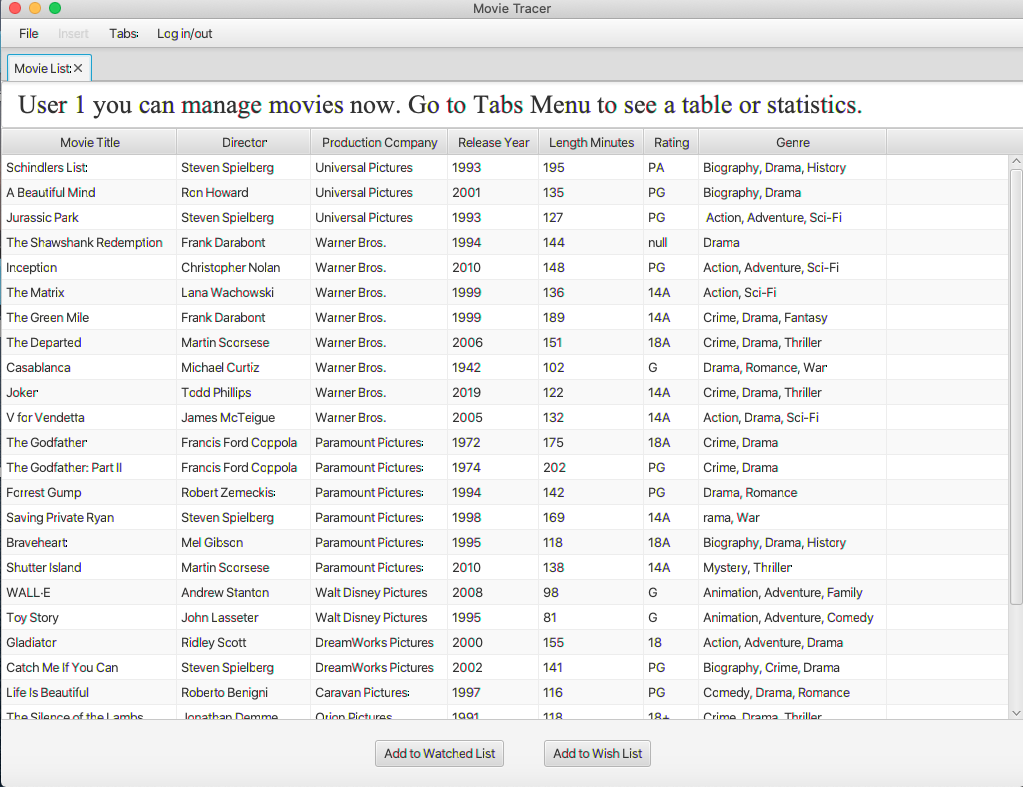 Movie Tracer
File Insert Tabs Log in/out
Movie List ✕
User 1 you can manage movies now. Go to Tabs Menu to see a table or statistics.
Movie Title Director Production Company Release Year Length Minutes Rating Genre
Schindlers List Steven Spielberg Universal Pictures 1993 195 PA Biography, Drama, History
A Beautiful Mind Ron Howard Universal Pictures 2001 135 PG Biography, Drama
Jurassic Park Steven Spielberg Universal Pictures 1993 127 PG Action, Adventure, Sci-Fi
The Shawshank Redemption Frank Darabont Warner Bros. 1994 144 null Drama
Inception Christopher Nolan Warner Bros. 2010 148 PG Action, Adventure, Sci-Fi
The Matrix Lana Wachowski Warner Bros. 1999 136 14A Action, Sci-Fi
The Green Mile Frank Darabont Warner Bros. 1999 189 14A Crime, Drama, Fantasy
The Departed Martin Scorsese Warner Bros. 2006 151 18A Crime, Drama, Thriller
Casablanca Michael Curtiz Warner Bros. 1942 102 G Drama, Romance, War
Joker Todd Phillips Warner Bros. 2019 122 14A Crime, Drama, Thriller
V for Vendetta James McTeigue Warner Bros. 2005 132 14A Action, Drama, Sci-Fi
The Godfather Francis Ford Coppola Paramount Pictures 1972 175 18A Crime, Drama
The Godfather: Part II Francis Ford Coppola Paramount Pictures 1974 202 PG Crime, Drama
Forrest Gump Robert Zemeckis Paramount Pictures 1994 142 PG Drama, Romance
Saving Private Ryan Steven Spielberg Paramount Pictures 1998 169 14A rama, War
Braveheart Mel Gibson Paramount Pictures 1995 118 18A Biography, Drama, History
Shutter Island Martin Scorsese Paramount Pictures 2010 138 14A Mystery, Thriller
WALL·E Andrew Stanton Walt Disney Pictures 2008 98 G Animation, Adventure, Family
Toy Story John Lasseter Walt Disney Pictures 1995 81 G Animation, Adventure, Comedy
Gladiator Ridley Scott DreamWorks Pictures 2000 155 18 Action, Adventure, Drama
Catch Me If You Can Steven Spielberg DreamWorks Pictures 2002 141 PG Biography, Crime, Drama
Life Is Beautiful Roberto Benigni Caravan Pictures 1997 116 PG Comedy, Drama, Romance
The Silence of the Lambs Jonathan Demme Orion Pictures 1991 118 18+ Crime, Drama, Thriller
Add to Watched List Add to Wish List